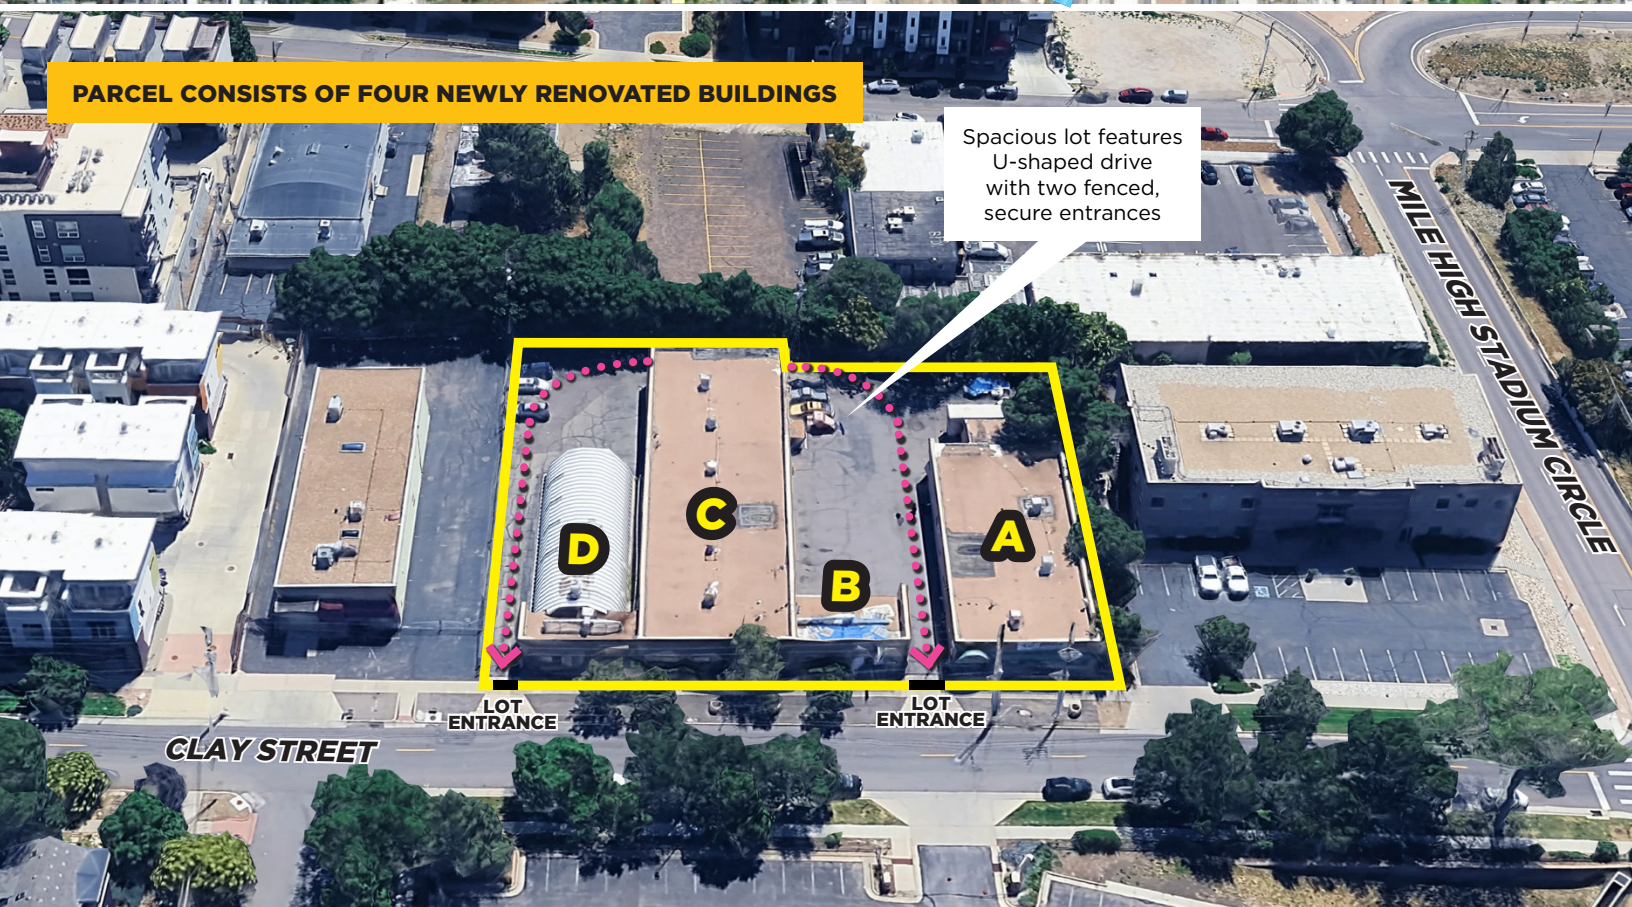 PARCEL CONSISTS OF FOUR NEWLY RENOVATED BUILDINGS
Spacious lot features
U-shaped drive
with two fenced,
secure entrances
MILE HIGH STADIUM CIRCLE
A
B
C
D
LOT
ENTRANCE
LOT
ENTRANCE
CLAY STREET